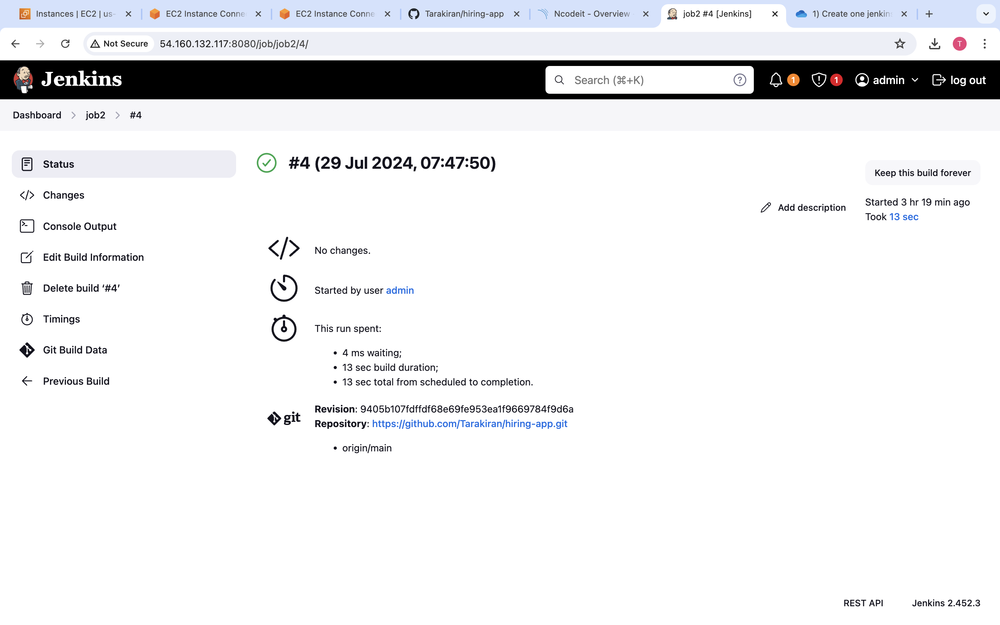 Instances | EC2 | us-
EC2 Instance Conne
EC2 Instance Conne
Tarakiran/hiring-app
Ncodeit - Overview
job2 #4 [Jenkins]
1) Create one jenkins
Not Secure
54.160.132.117:8080/job/job2/4/
T
Jenkins
Search (⌘+K)
1
1
admin
log out
Dashboard
job2
#4
Status
Changes
Console Output
Edit Build Information
Delete build ‘#4’
Timings
Git Build Data
Previous Build
#4 (29 Jul 2024, 07:47:50)
Keep this build forever
Add description
Started 3 hr 19 min ago
Took 13 sec
No changes.
Started by user admin
This run spent:
• 4 ms waiting;
• 13 sec build duration;
• 13 sec total from scheduled to completion.
git
Revision: 9405b107fdffdf68e69fe953ea1f9669784f9d6a
Repository: https://github.com/Tarakiran/hiring-app.git
• origin/main
REST API
Jenkins 2.452.3